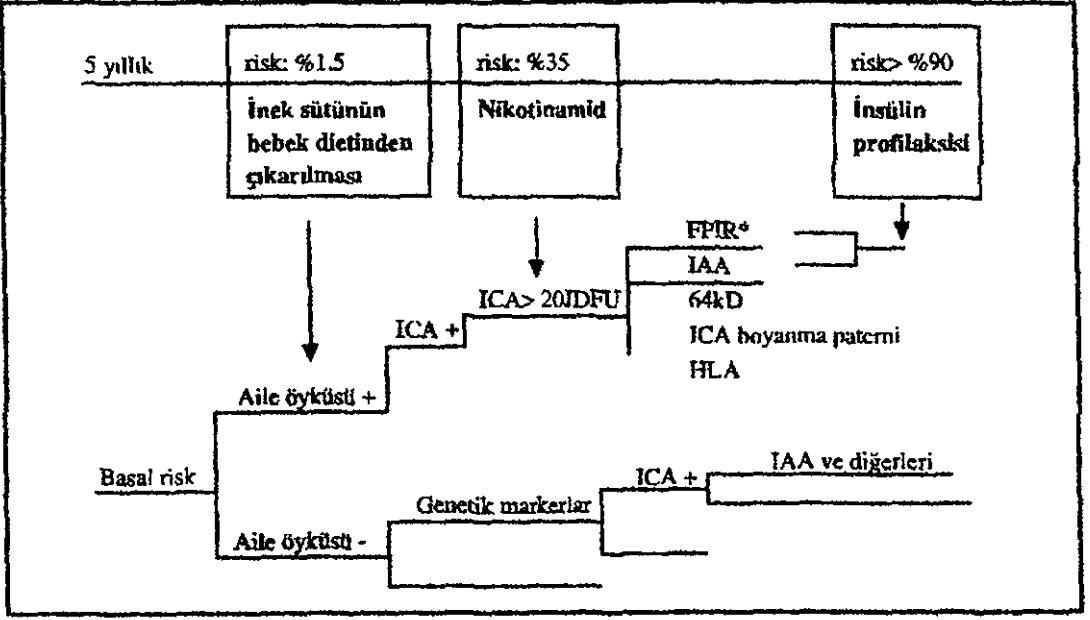 5 yıllık
risk: %1.5
İnek sütünün
bebek dietinden
çıkarılması
risk: %35
Nikotinamid
risk> %90
İnsülin
profilaksisi
FPIR*
IAA
64kD
ICA boyanma paterni
HLA
ICA> 20JDFU
ICA +
Aile öyküsü +
Basal risk
Aile öyküsü -
Genetik markerlar
ICA +
IAA ve diğerleri